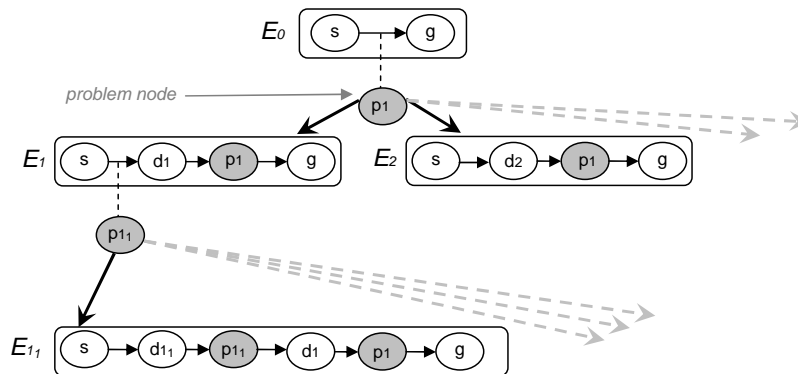 E0 s g
problem node p1
E1 s d1 p1 g E2 s d2 p1 g
p11
E11 s d11 p11 d1 p1 g